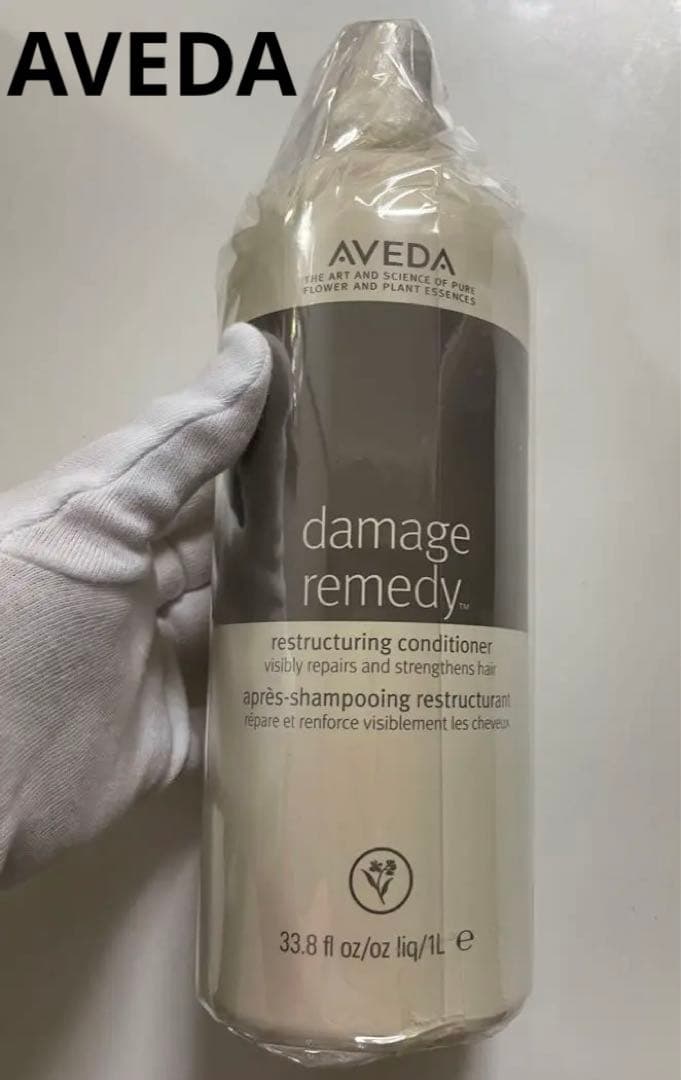 AVEDA
AVEDA
THE ART AND SCIENCE OF PURE
FLOWER AND PLANT ESSENCES
damage
remedy™
restructuring conditioner
visibly repairs and strengthens hair
après-shampooing restructurant
répare et renforce visiblement les cheveux
33.8 fl oz/oz liq/1L ℮